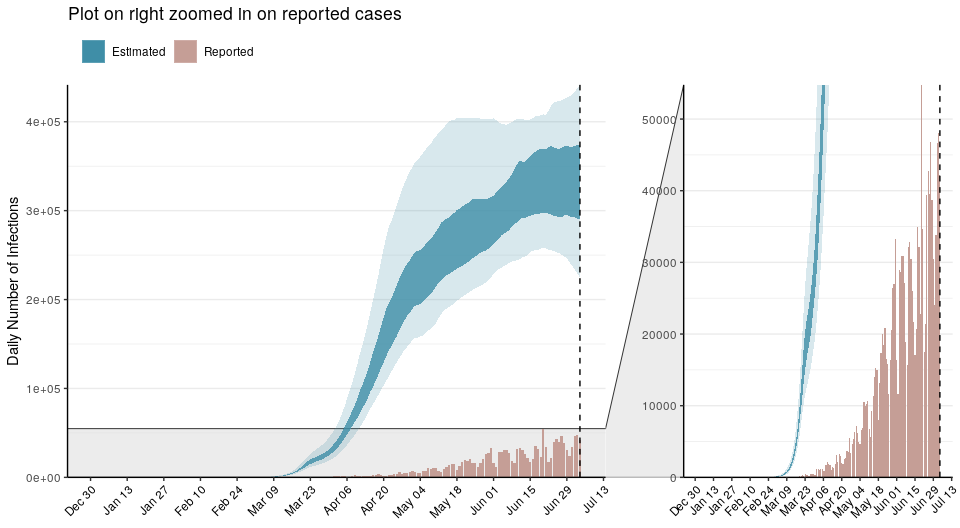 Plot on right zoomed in on reported cases
Estimated Reported
Daily Number of Infections
4e+05
3e+05
2e+05
1e+05
0e+00
Dec 30 Jan 13 Jan 27 Feb 10 Feb 24 Mar 09 Mar 23 Apr 06 Apr 20 May 04 May 18 Jun 01 Jun 15 Jun 29 Jul 13
50000
40000
30000
20000
10000
0
Dec 30 Jan 13 Jan 27 Feb 10 Feb 24 Mar 09 Mar 23 Apr 06 Apr 20 May 04 May 18 Jun 01 Jun 15 Jun 29 Jul 13